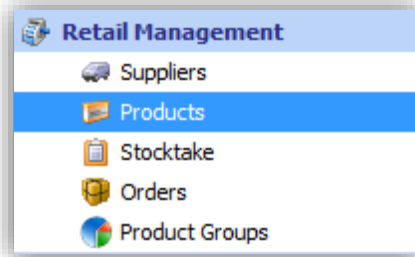 Retail Management
Suppliers
Products
Stocktake
Orders
Product Groups